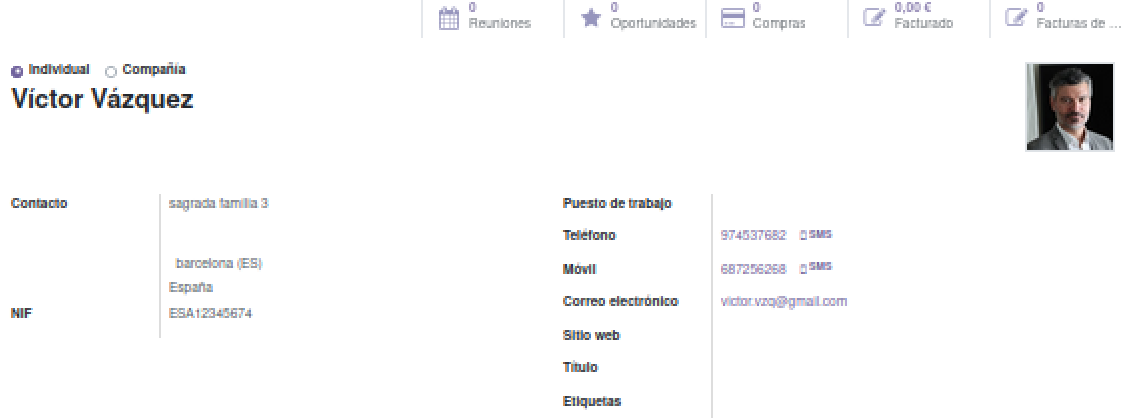 0 Reuniones
0 Oportunidades
0 Compras
0,00 € Facturado
0 Facturas de ...
Individual Compañía
Víctor Vázquez
Contacto sagrada familia 3
barcelona (ES)
España
NIF ESA12345674
Puesto de trabajo
Teléfono 974537682 SMS
Móvil 687256268 SMS
Correo electrónico victor.vzq@gmail.com
Sitio web
Título
Etiquetas